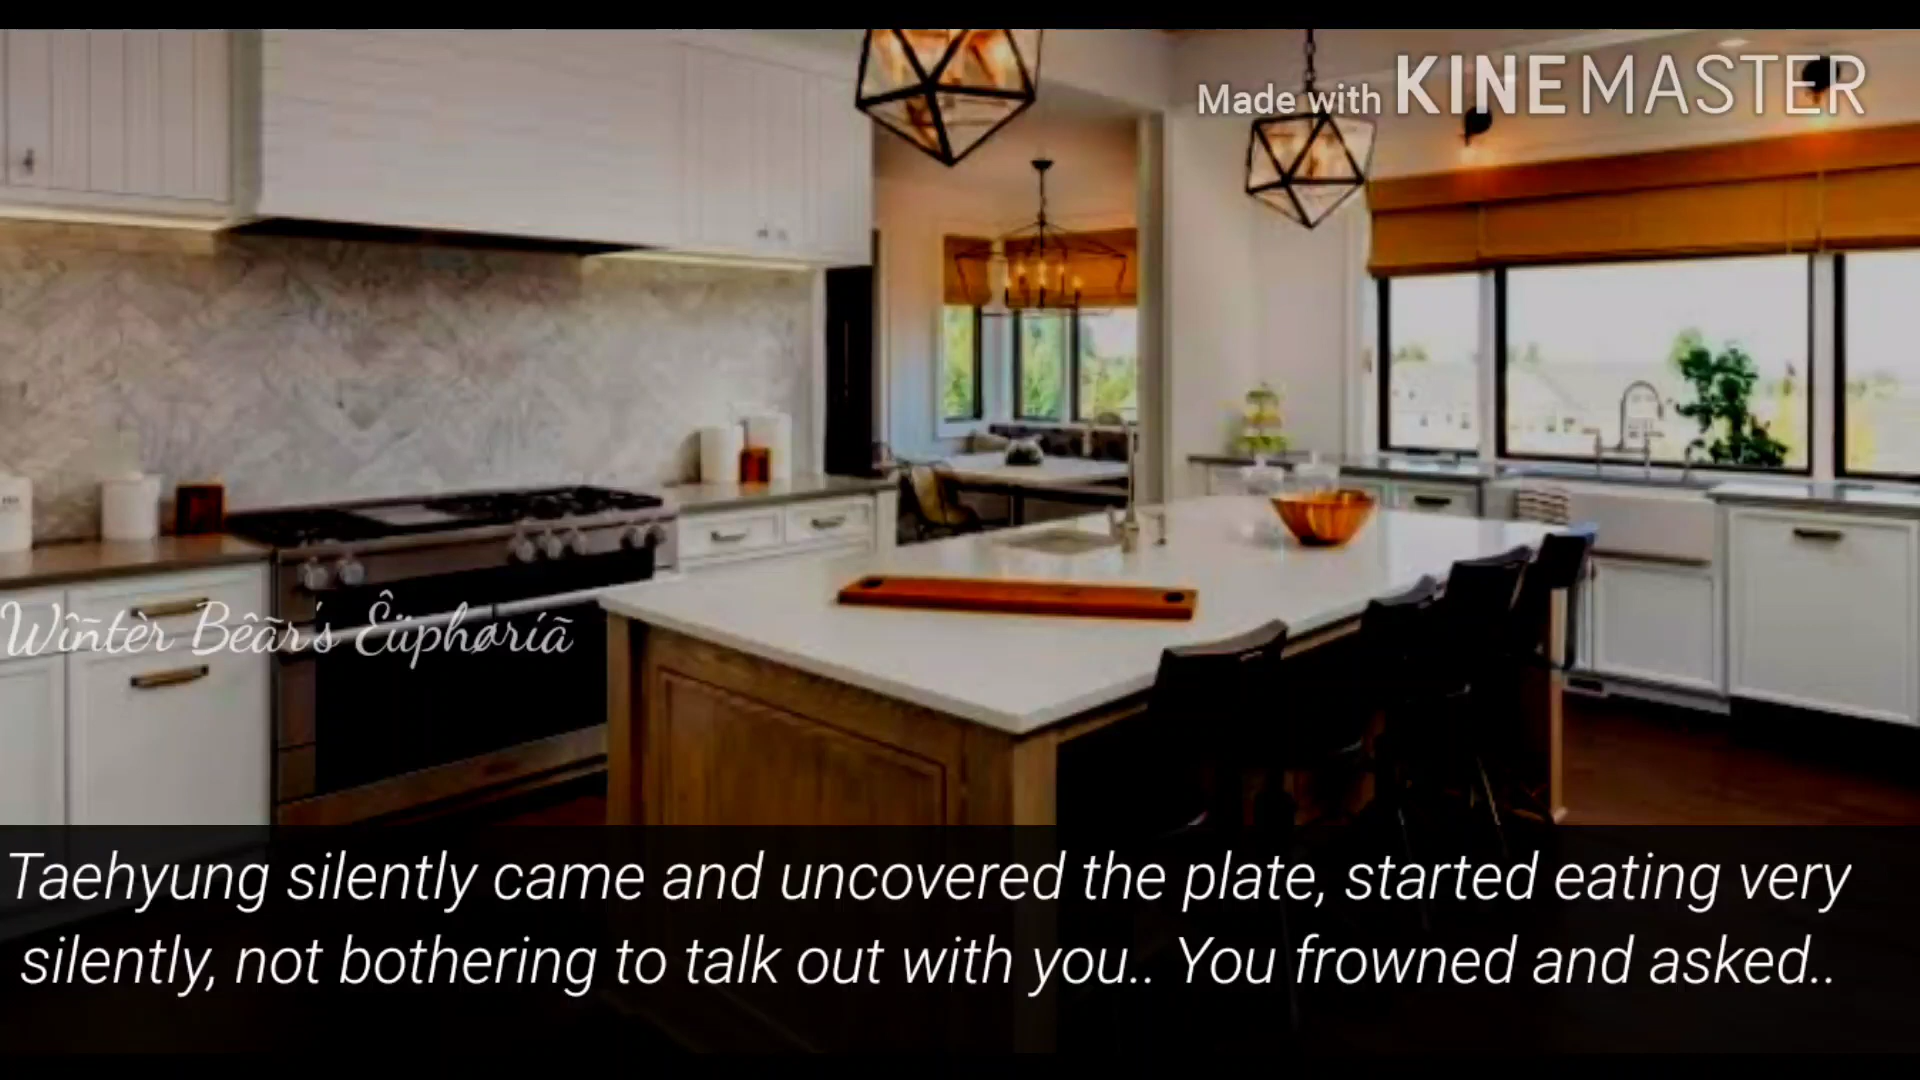 Made with KINEMASTER
Wîñtèr Bêãr's Êüphøríã
Taehyung silently came and uncovered the plate, started eating very
silently, not bothering to talk out with you.. You frowned and asked..